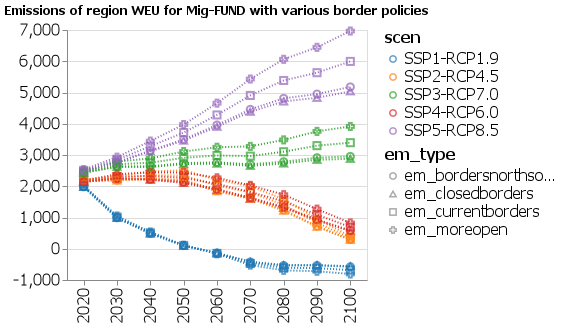 Emissions of region WEU for Mig-FUND with various border policies
7,000
6,000
5,000
4,000
3,000
2,000
1,000
0
-1,000
2020
2030
2040
2050
2060
2070
2080
2090
2100
scen
SSP1-RCP1.9
SSP2-RCP4.5
SSP3-RCP7.0
SSP4-RCP6.0
SSP5-RCP8.5
em_type
em_bordersnorthso...
em_closedborders
em_currentborders
em_moreopen